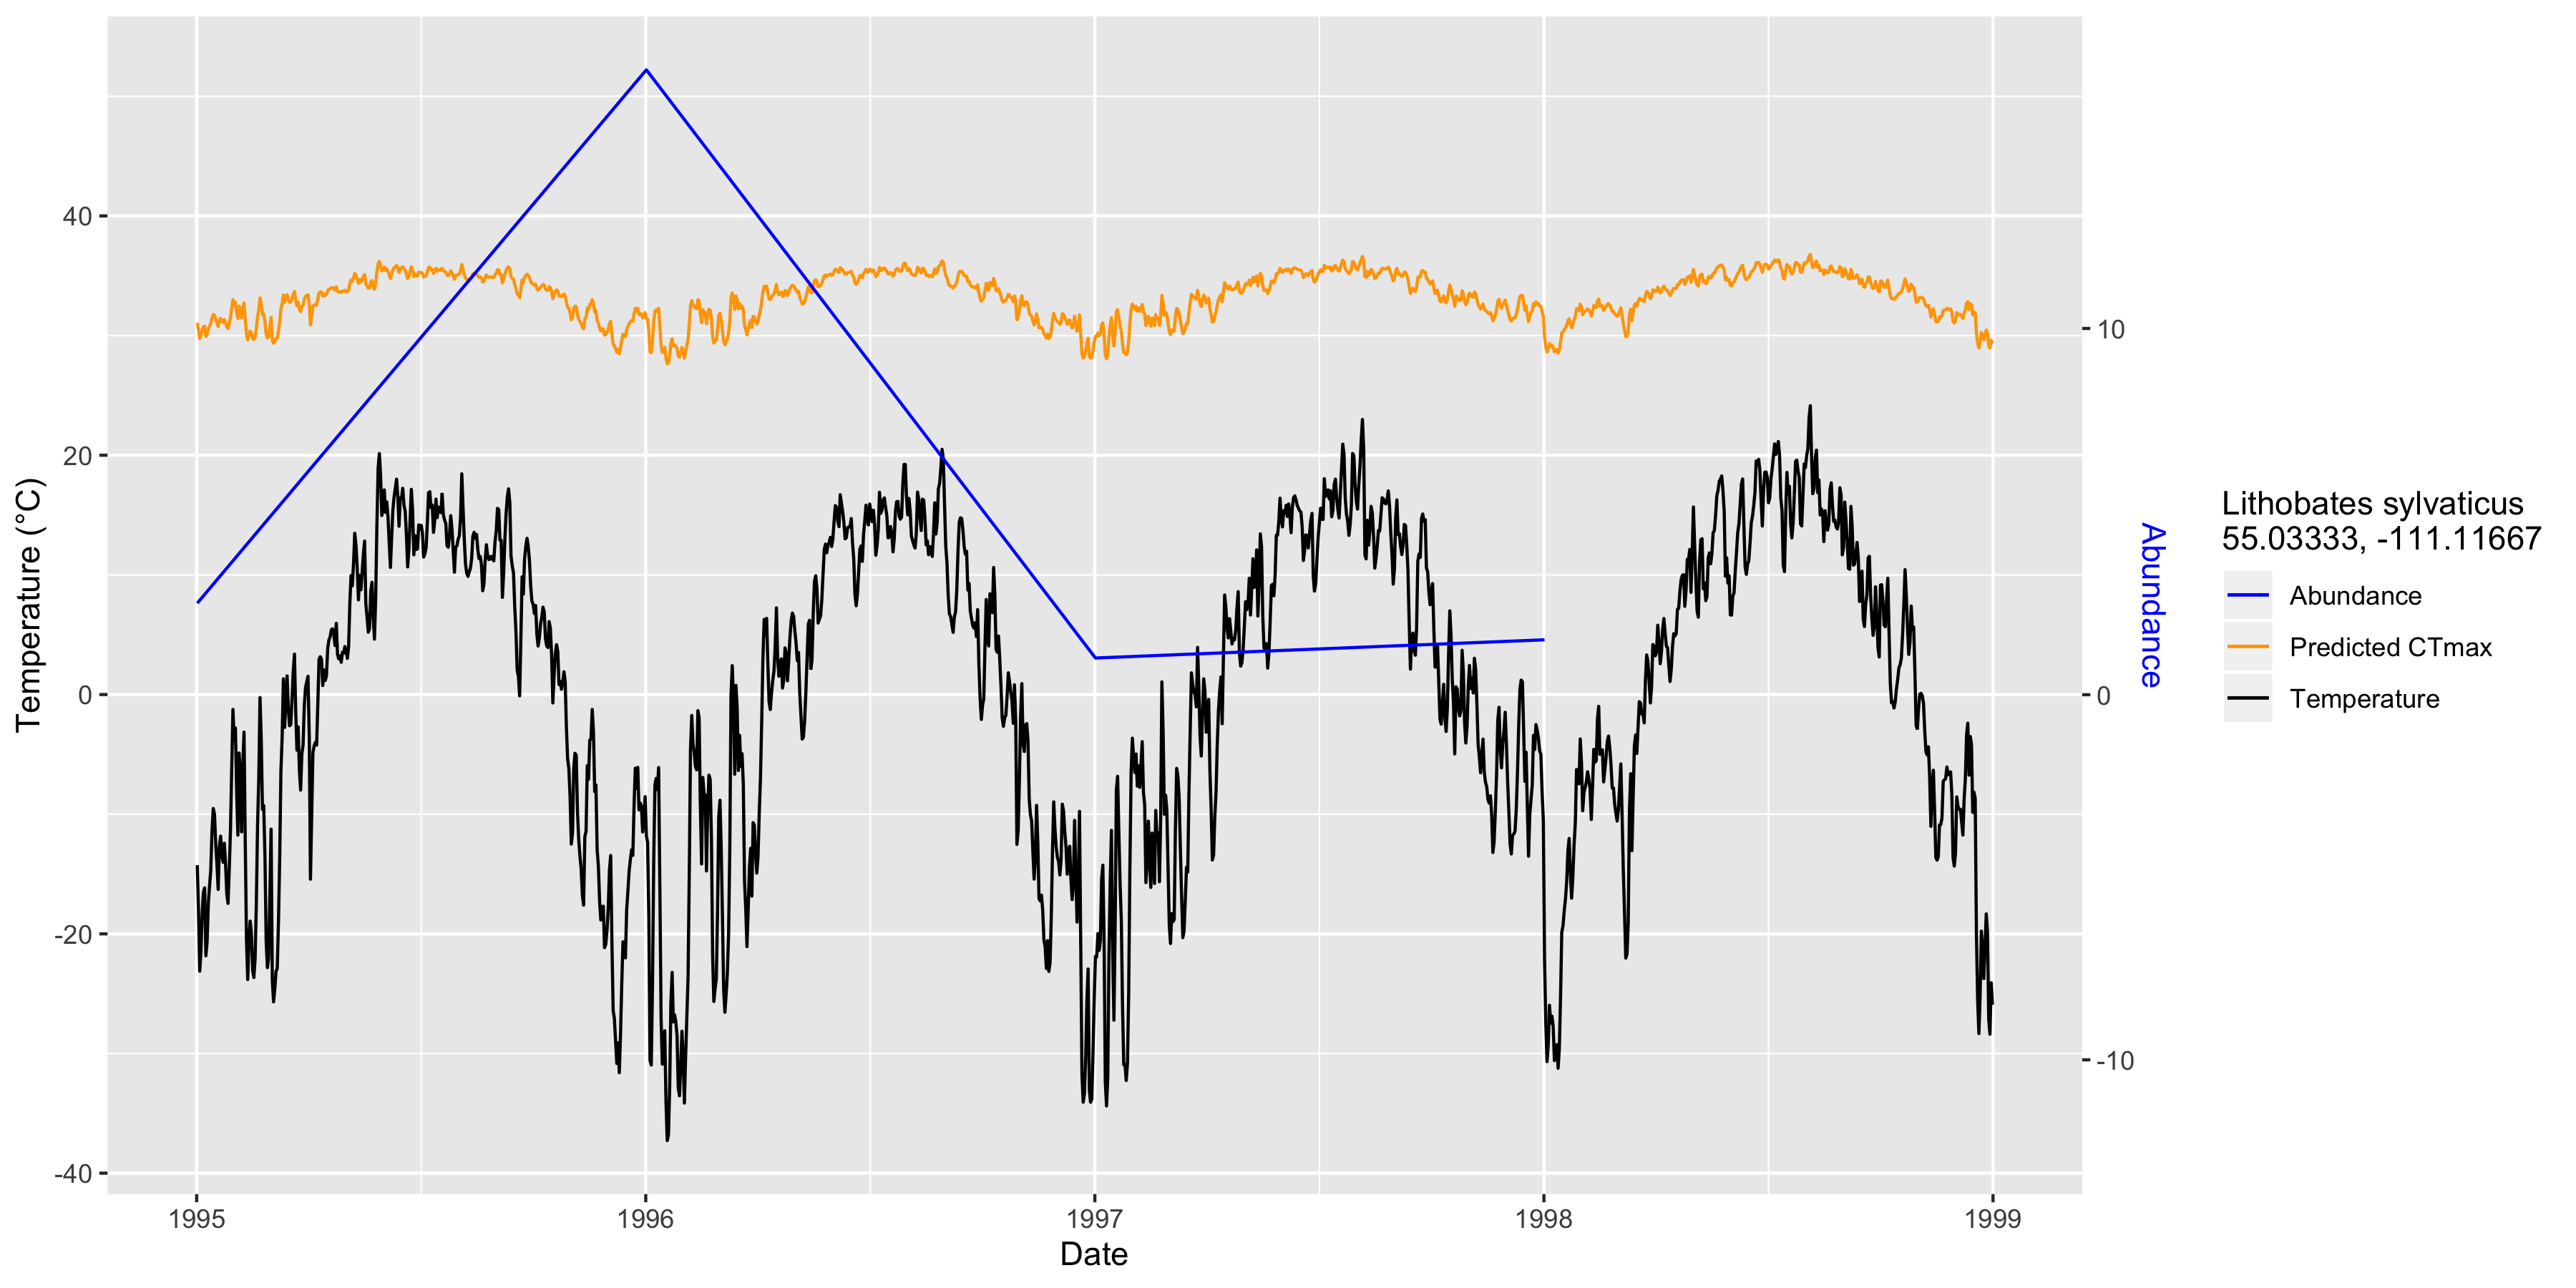 40
20
0
-20
-40
Temperature (°C)
1995
1996
1997
1998
1999
Date
10
0
-10
Abundance
Lithobates sylvaticus
55.03333, -111.11667
Abundance
Predicted CTmax
Temperature